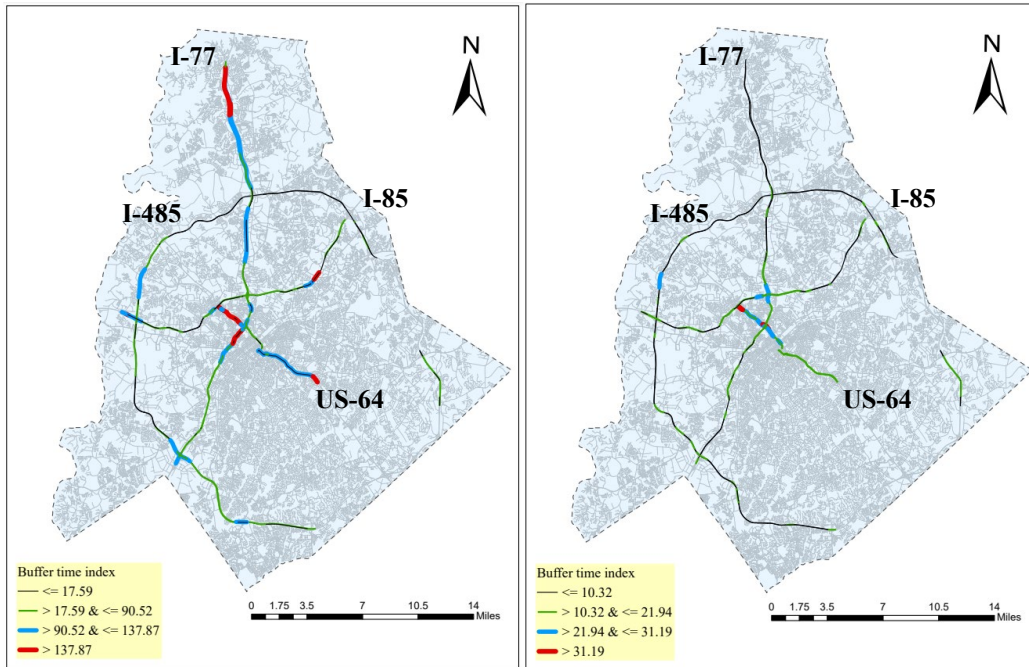 N
I-77
I-85
I-485
US-64
Buffer time index
<= 17.59
> 17.59 & <= 90.52
> 90.52 & <= 137.87
> 137.87
0 1.75 3.5 7 10.5 14
Miles
N
I-77
I-85
I-485
US-64
Buffer time index
<= 10.32
> 10.32 & <= 21.94
> 21.94 & <= 31.19
> 31.19
0 1.75 3.5 7 10.5 14
Miles